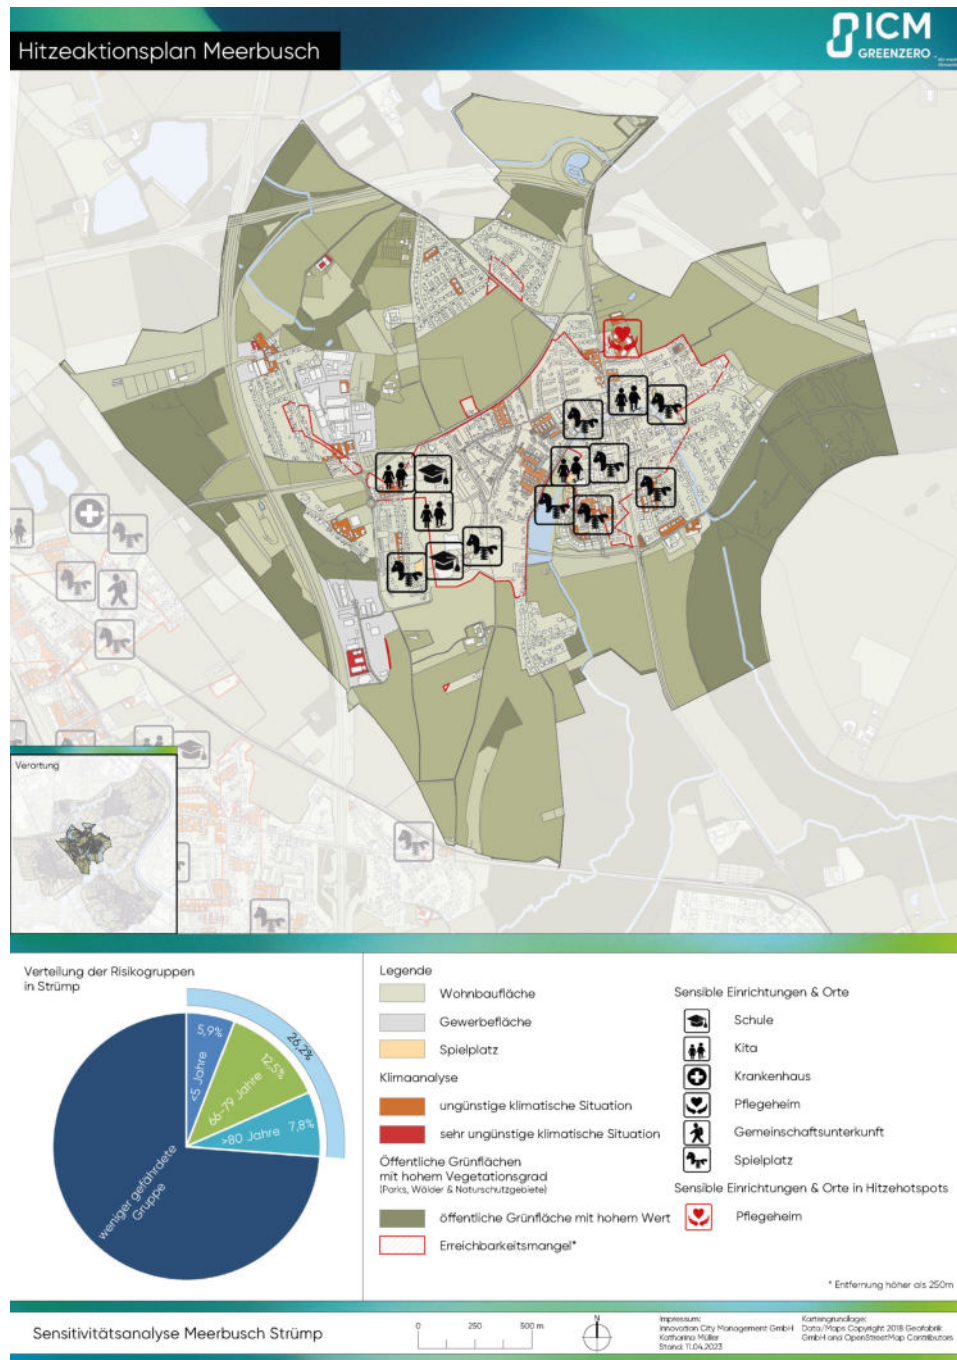 Hitzeaktionsplan Meerbusch
ICM
GREENZERO
Verortung
Verteilung der Risikogruppen
in Strümp
5,9%
<5 Jahre
12,5%
66-79 Jahre
26,2%
>80 Jahre 7,8%
weniger gefährdete
Gruppe
Legende
Wohnbaufläche
Gewerbefläche
Spielplatz
Klimaanalyse
ungünstige klimatische Situation
sehr ungünstige klimatische Situation
Öffentliche Grünflächen
mit hohem Vegetationsgrad
(Parks, Wälder & Naturschutzgebiete)
öffentliche Grünfläche mit hohem Wert
Erreichbarkeitsmangel*
Sensible Einrichtungen & Orte
Schule
Kita
Krankenhaus
Pflegeheim
Gemeinschaftsunterkunft
Spielplatz
Sensible Einrichtungen & Orte in Hitzehotspots
Pflegeheim
* Entfernung höher als 250m
Sensitivitätsanalyse Meerbusch Strümp
0 250 500 m
N
Impressum:
Innovation City Management GmbH
Katharina Müller
Stand: 11.04.2023
Kartengrundlage:
Data/Maps Copyright 2018 Geofabrik
GmbH and OpenStreetMap Contributors